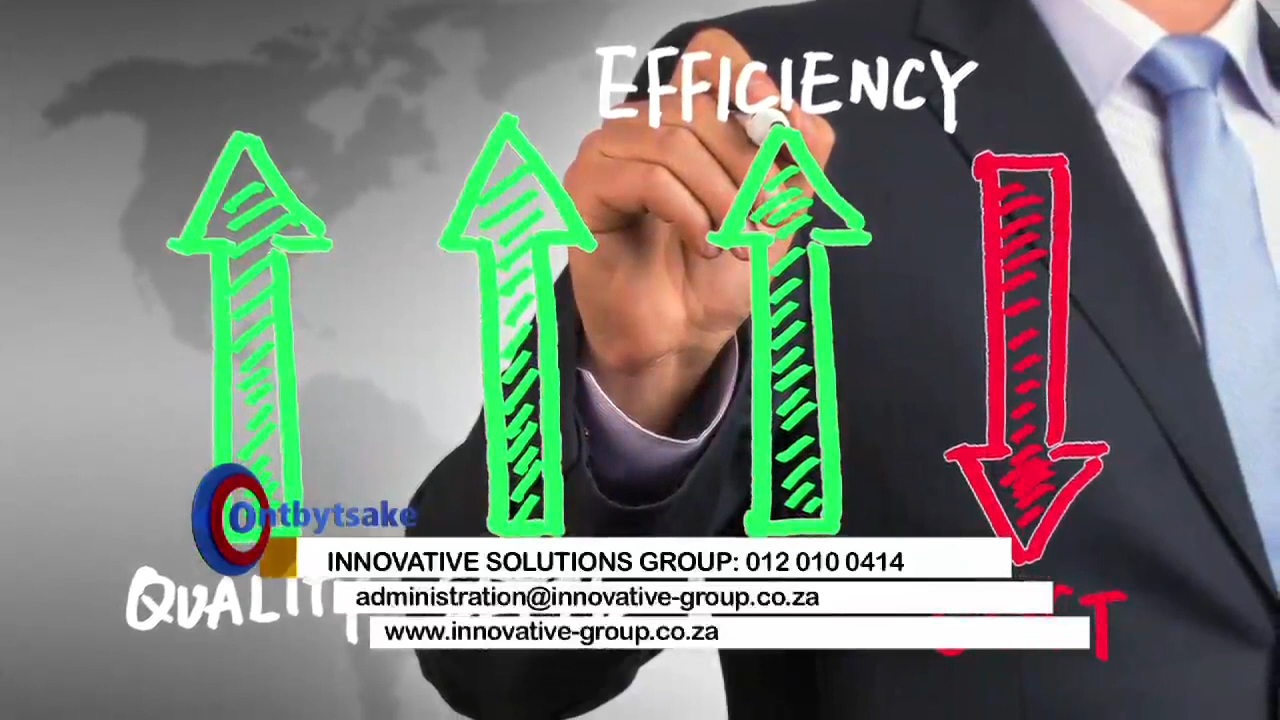 EFFICIENCY
Ontbytsake
INNOVATIVE SOLUTIONS GROUP: 012 010 0414
administration@innovative-group.co.za
www.innovative-group.co.za